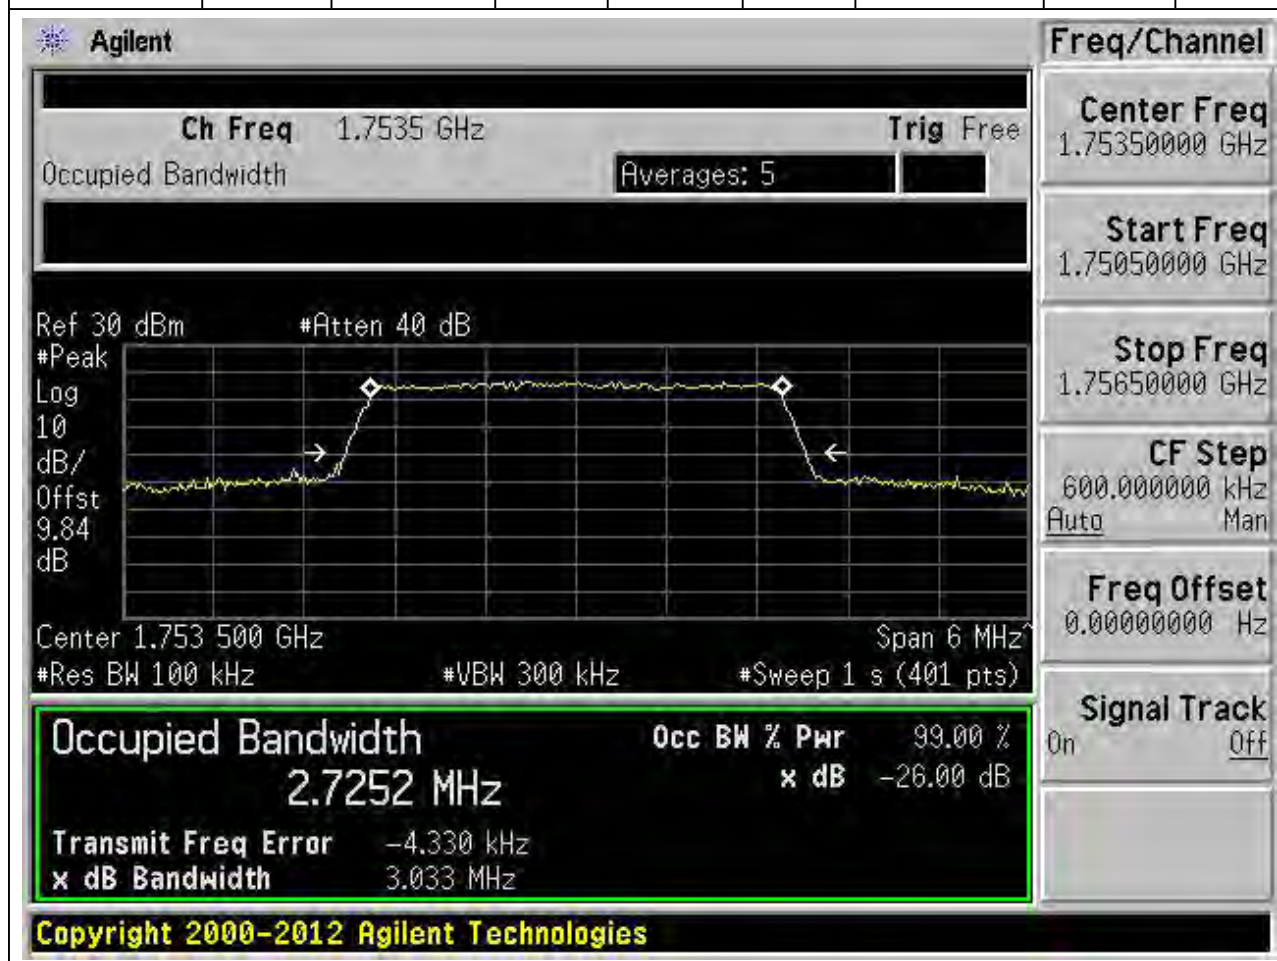 Agilent
Freq/Channel
Ch Freq 1.7535 GHz Trig Free
Occupied Bandwidth Averages: 5
Center Freq
1.75350000 GHz
Start Freq
1.75050000 GHz
Stop Freq
1.75650000 GHz
CF Step
600.000000 kHz
Auto Man
Freq Offset
0.00000000 Hz
Signal Track
On Off
Ref 30 dBm #Atten 40 dB
#Peak
Log
10
dB/
Offst
9.84
dB
Center 1.753 500 GHz Span 6 MHz^
#Res BW 100 kHz #VBW 300 kHz #Sweep 1 s (401 pts)
Occupied Bandwidth Occ BW % Pwr 99.00 %
2.7252 MHz x dB -26.00 dB
Transmit Freq Error -4.330 kHz
x dB Bandwidth 3.033 MHz
Copyright 2000-2012 Agilent Technologies